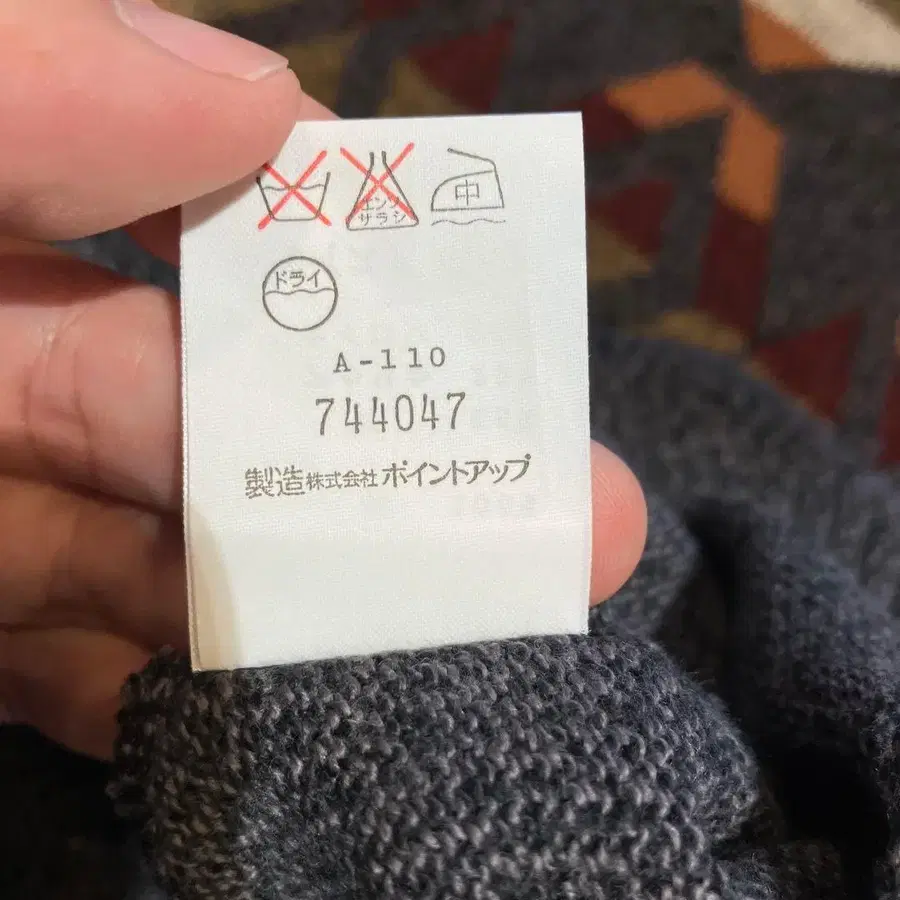 エンソ
サラシ
中
ドライ
A-110
744047
製造株式会社ポイントアップ